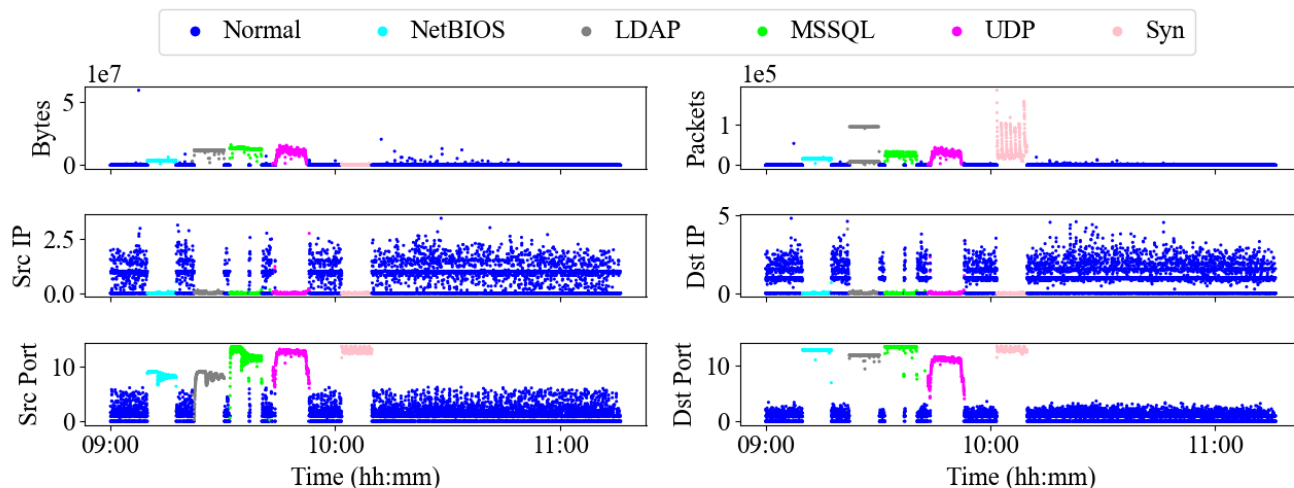 Normal NetBIOS LDAP MSSQL UDP Syn
1e7
5
0
Bytes
1e5
1
0
Packets
2.5
0.0
Src IP
5
0
Dst IP
10
0
Src Port
09:00 10:00 11:00
Time (hh:mm)
10
0
Dst Port
09:00 10:00 11:00
Time (hh:mm)